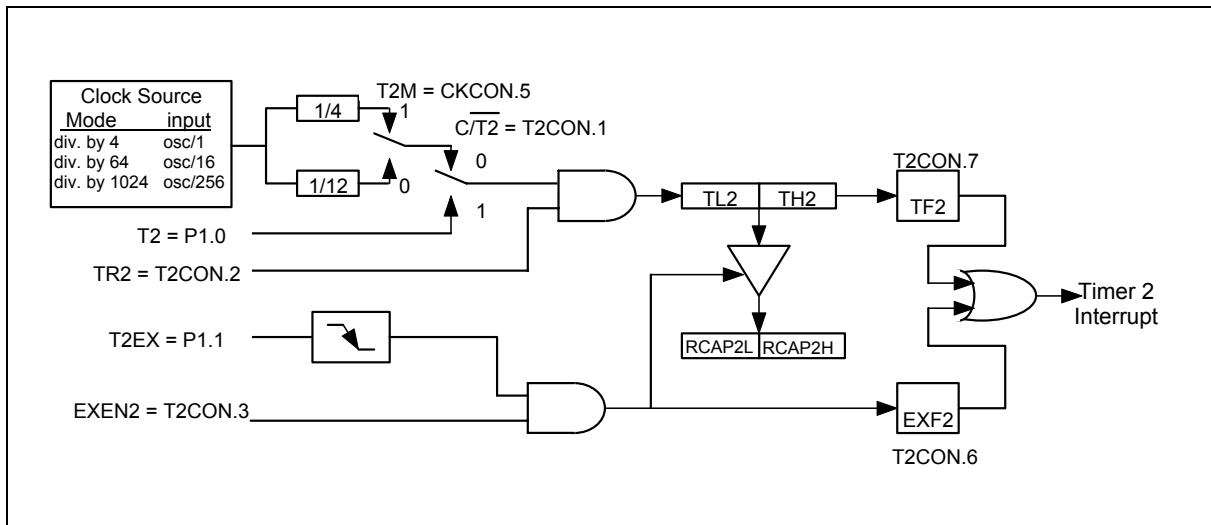 Clock Source
Mode input
div. by 4 osc/1
div. by 64 osc/16
div. by 1024 osc/256
1/4
1/12
T2M = CKCON.5
1
0
C/T2 = T2CON.1
0
1
T2 = P1.0
TR2 = T2CON.2
TL2 TH2
T2CON.7
TF2
Timer 2
Interrupt
T2EX = P1.1
RCAP2L RCAP2H
EXEN2 = T2CON.3
EXF2
T2CON.6